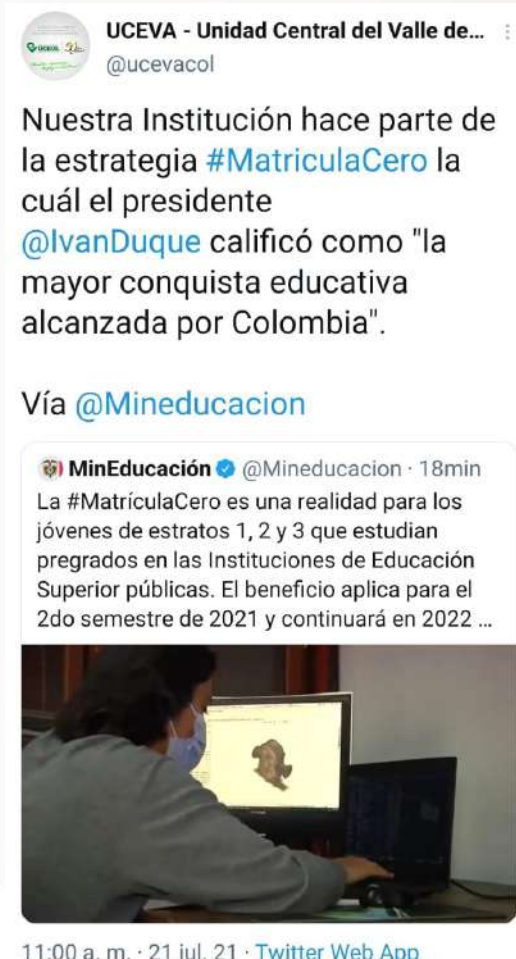 UCEVA - Unidad Central del Valle de...
@ucevacol
Nuestra Institución hace parte de
la estrategia #MatriculaCero la
cuál el presidente
@IvanDuque calificó como "la
mayor conquista educativa
alcanzada por Colombia".
Vía @Mineducacion
MinEducación @Mineducacion · 18min
La #MatrículaCero es una realidad para los
jóvenes de estratos 1, 2 y 3 que estudian
pregrados en las Instituciones de Educación
Superior públicas. El beneficio aplica para el
2do semestre de 2021 y continuará en 2022 ...
11:00 a. m. · 21 jul. 21 · Twitter Web App